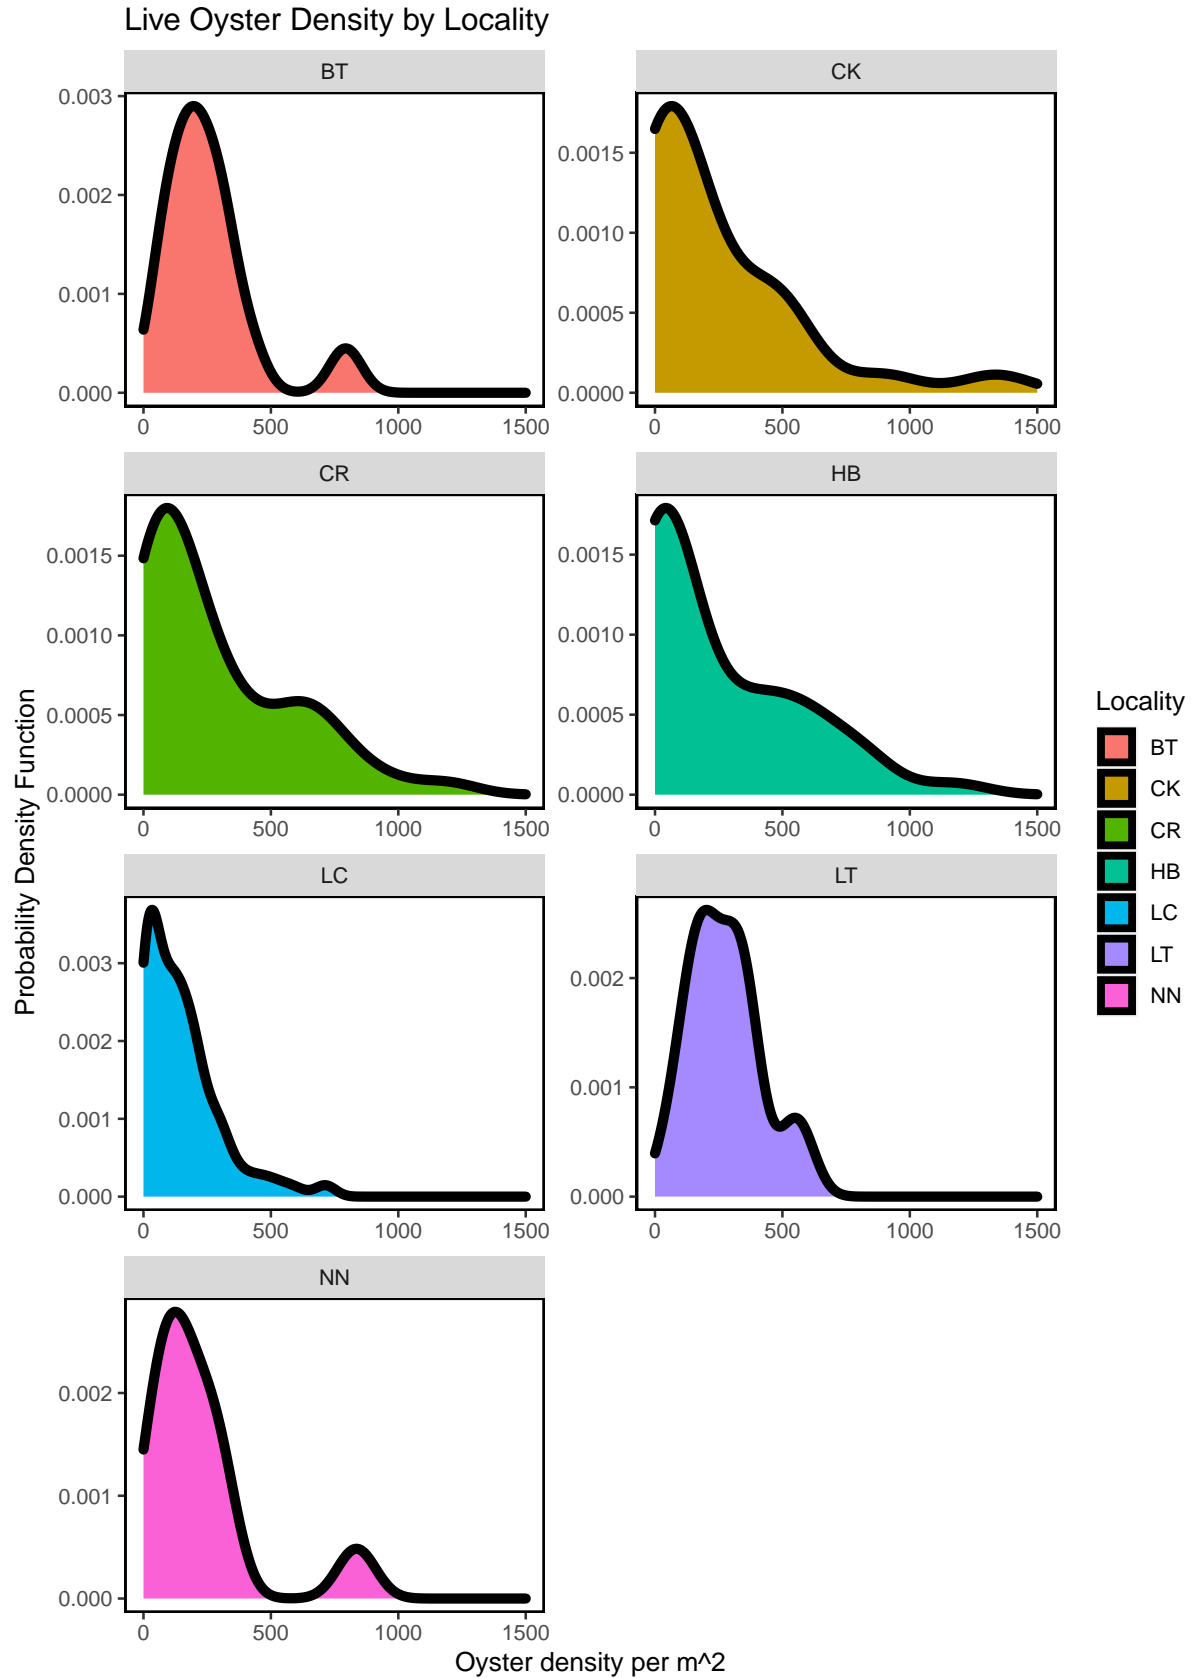 Live Oyster Density by Locality
BT
CK
0.003
0.002
0.001
0.000
0.0015
0.0010
0.0005
0.0000
0 500 1000 1500
0 500 1000 1500
CR
HB
0.0015
0.0010
0.0005
0.0000
0.0015
0.0010
0.0005
0.0000
0 500 1000 1500
0 500 1000 1500
LC
LT
0.003
0.002
0.001
0.000
0.002
0.001
0.000
0 500 1000 1500
0 500 1000 1500
NN
0.002
0.001
0.000
0 500 1000 1500
Oyster density per m^2
Probability Density Function
Locality
BT
CK
CR
HB
LC
LT
NN